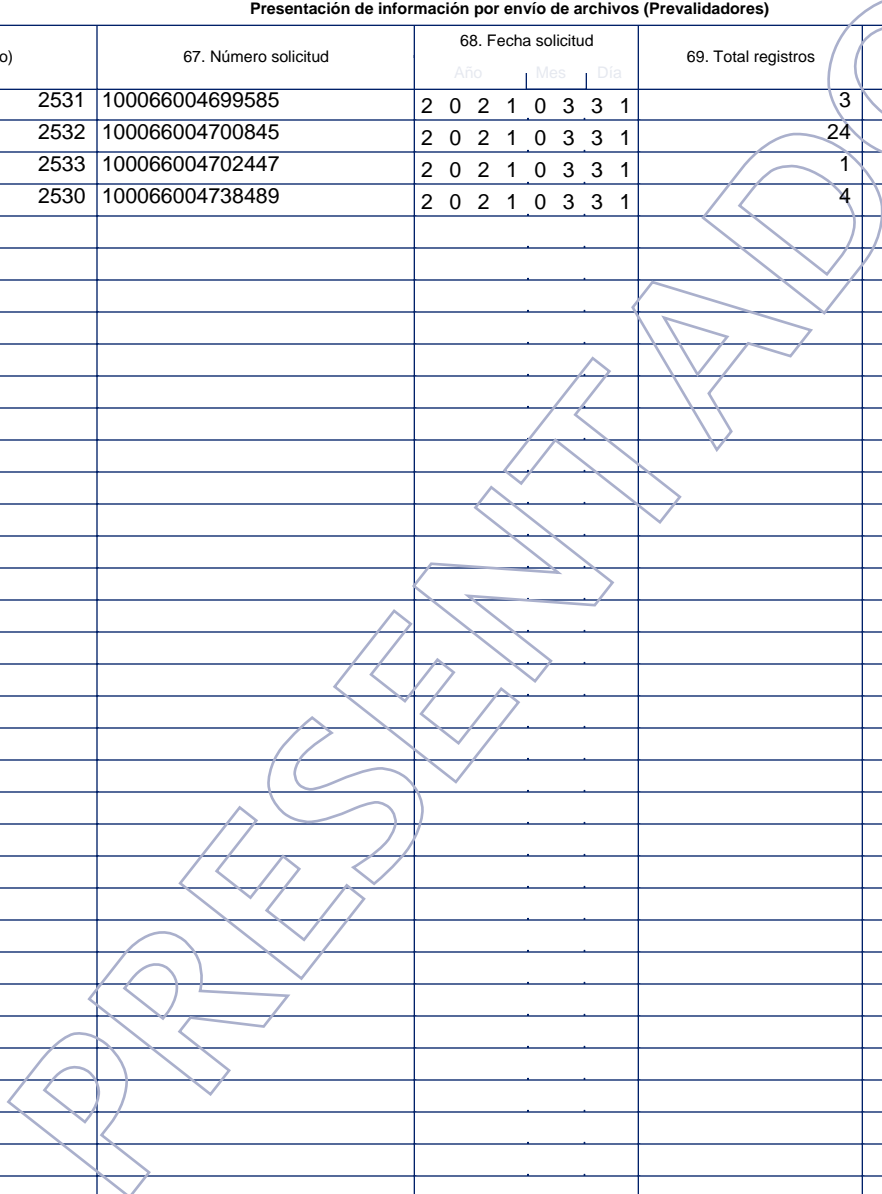 Presentación de información por envío de archivos (Prevalidadores)
o) 67. Número solicitud 68. Fecha solicitud 69. Total registros
Año Mes Día
2531 100066004699585 2 0 2 1 0 3 3 1 3
2532 100066004700845 2 0 2 1 0 3 3 1 24
2533 100066004702447 2 0 2 1 0 3 3 1 1
2530 100066004738489 2 0 2 1 0 3 3 1 4
PRESENTADO